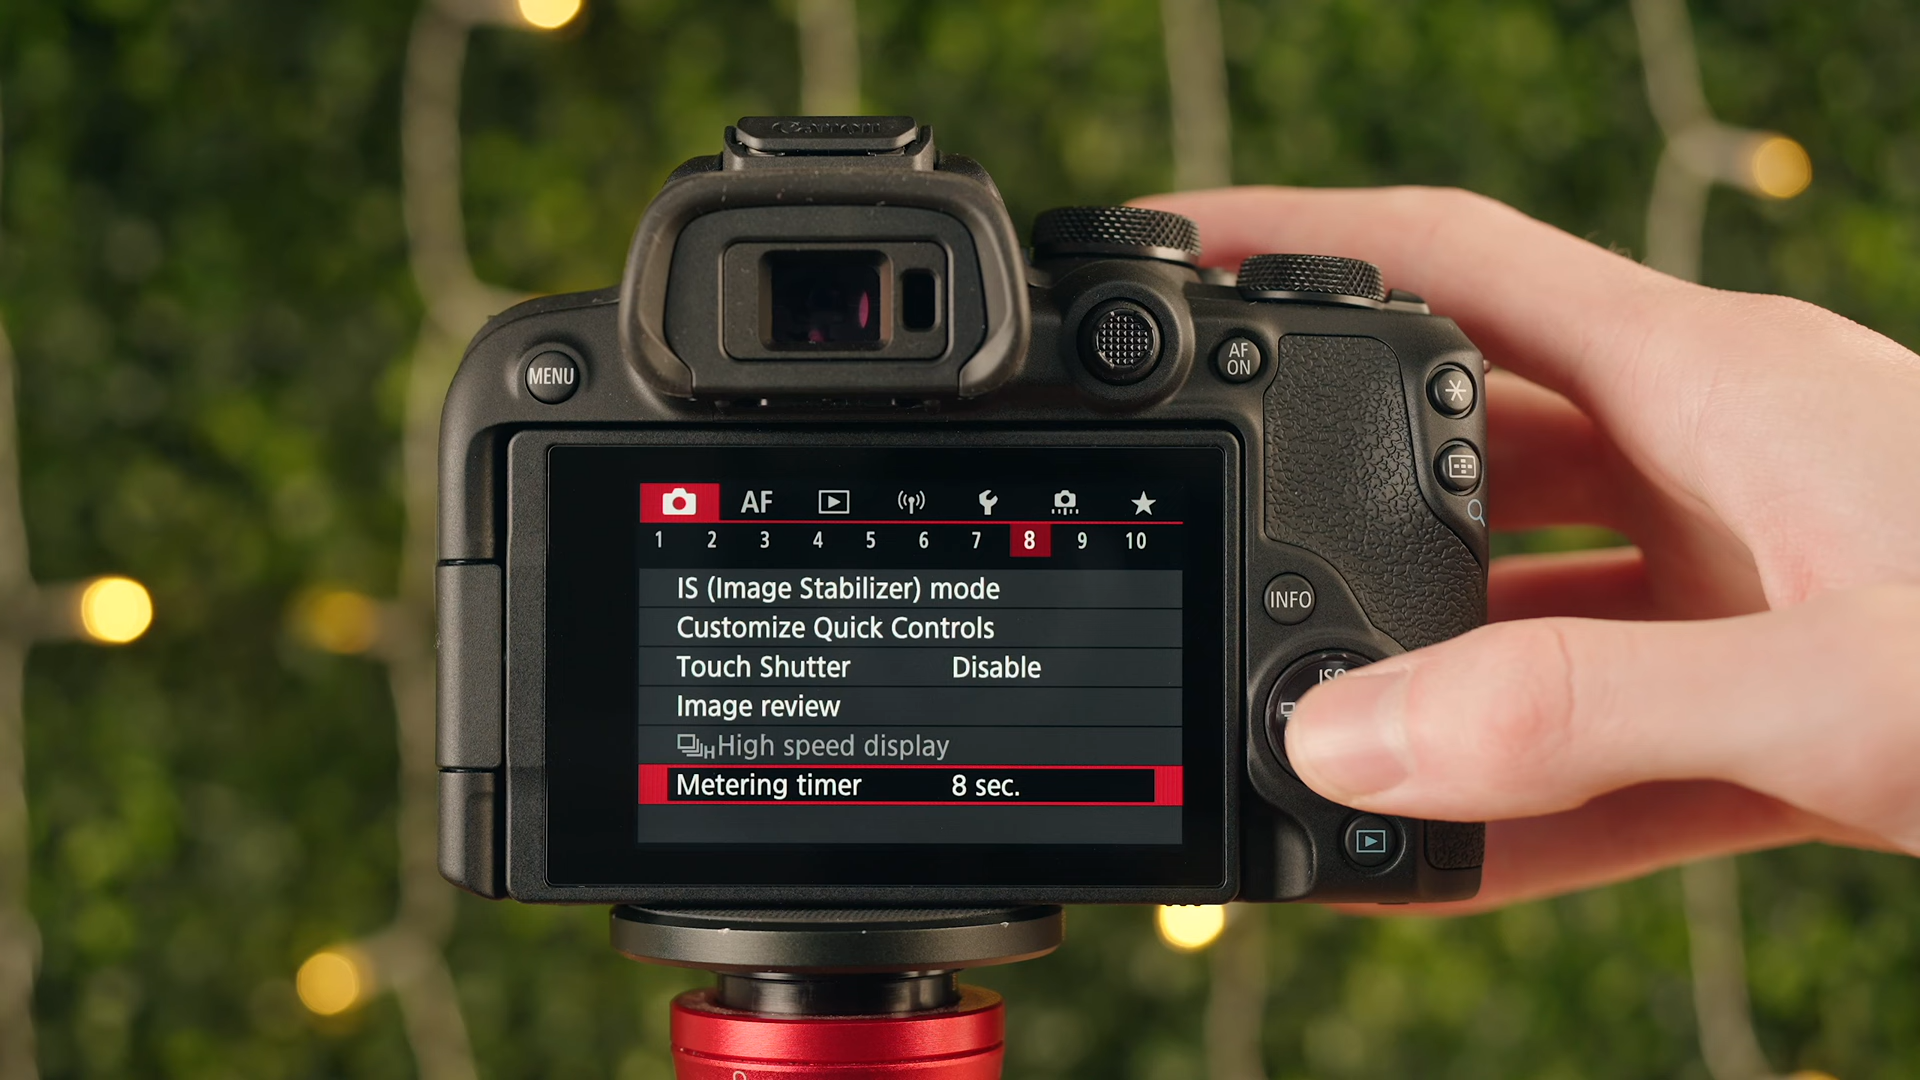 Canon
MENU
AF
ON
AF
1 2 3 4 5 6 7 8 9 10
IS (Image Stabilizer) mode
Customize Quick Controls
Touch Shutter Disable
Image review
H High speed display
Metering timer 8 sec.
INFO